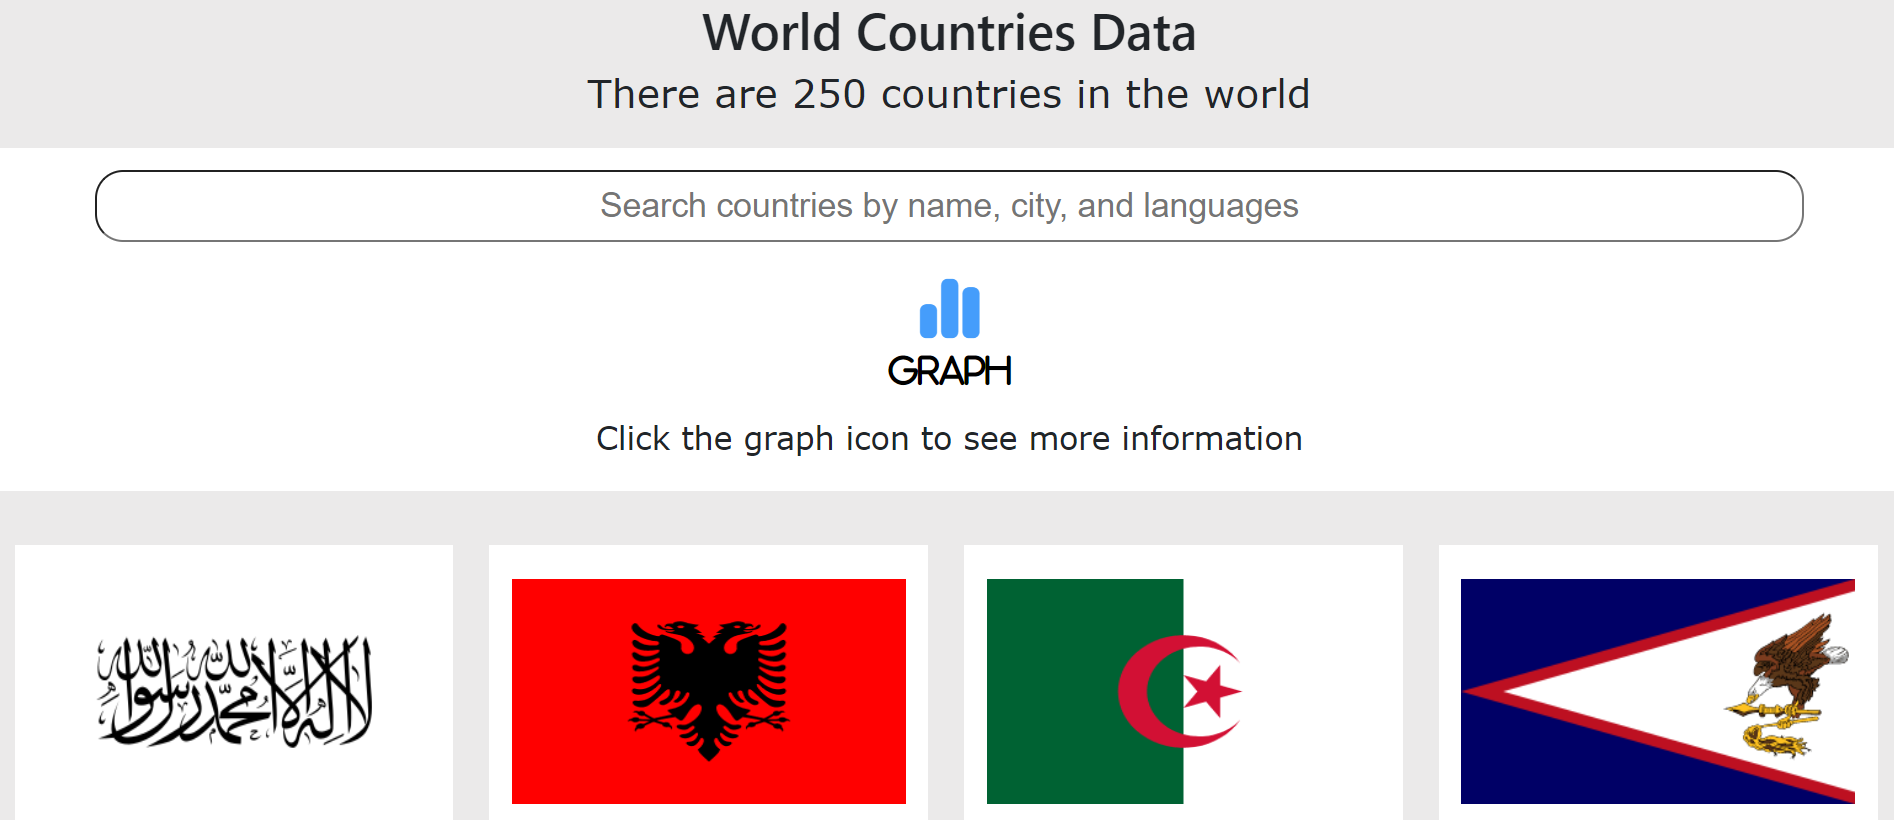 World Countries Data
There are 250 countries in the world
Search countries by name, city, and languages
GRAPH
Click the graph icon to see more information
لا إله إلا الله محمد رسول الله